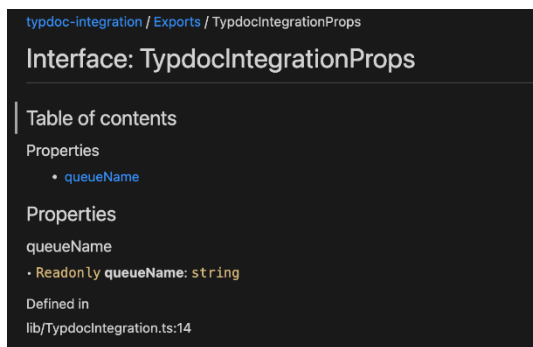 typdoc-integration / Exports / TypdocIntegrationProps
Interface: TypdocIntegrationProps
Table of contents
Properties
• queueName
Properties
queueName
• Readonly queueName: string
Defined in
lib/TypdocIntegration.ts:14